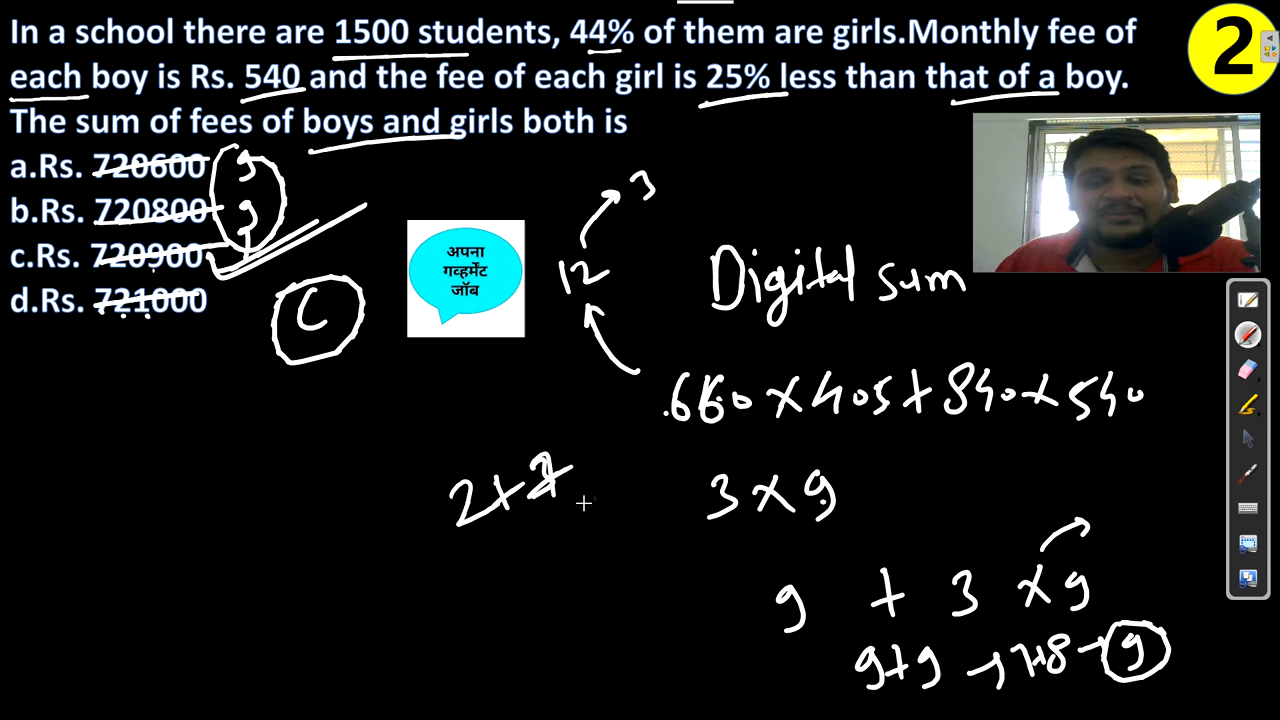 In a school there are 1500 students, 44% of them are girls.Monthly fee of
each boy is Rs. 540 and the fee of each girl is 25% less than that of a boy.
The sum of fees of boys and girls both is
a.Rs. 720600 9
b.Rs. 720800 9
c.Rs. 720900
d.Rs. 721000
C
2
अपना
गव्हर्मेंट
जॉब
3
12
Digital sum
660 × 405 + 840 × 540
3 × 9
9 + 3 × 9
9+9 → 1+8 → 9